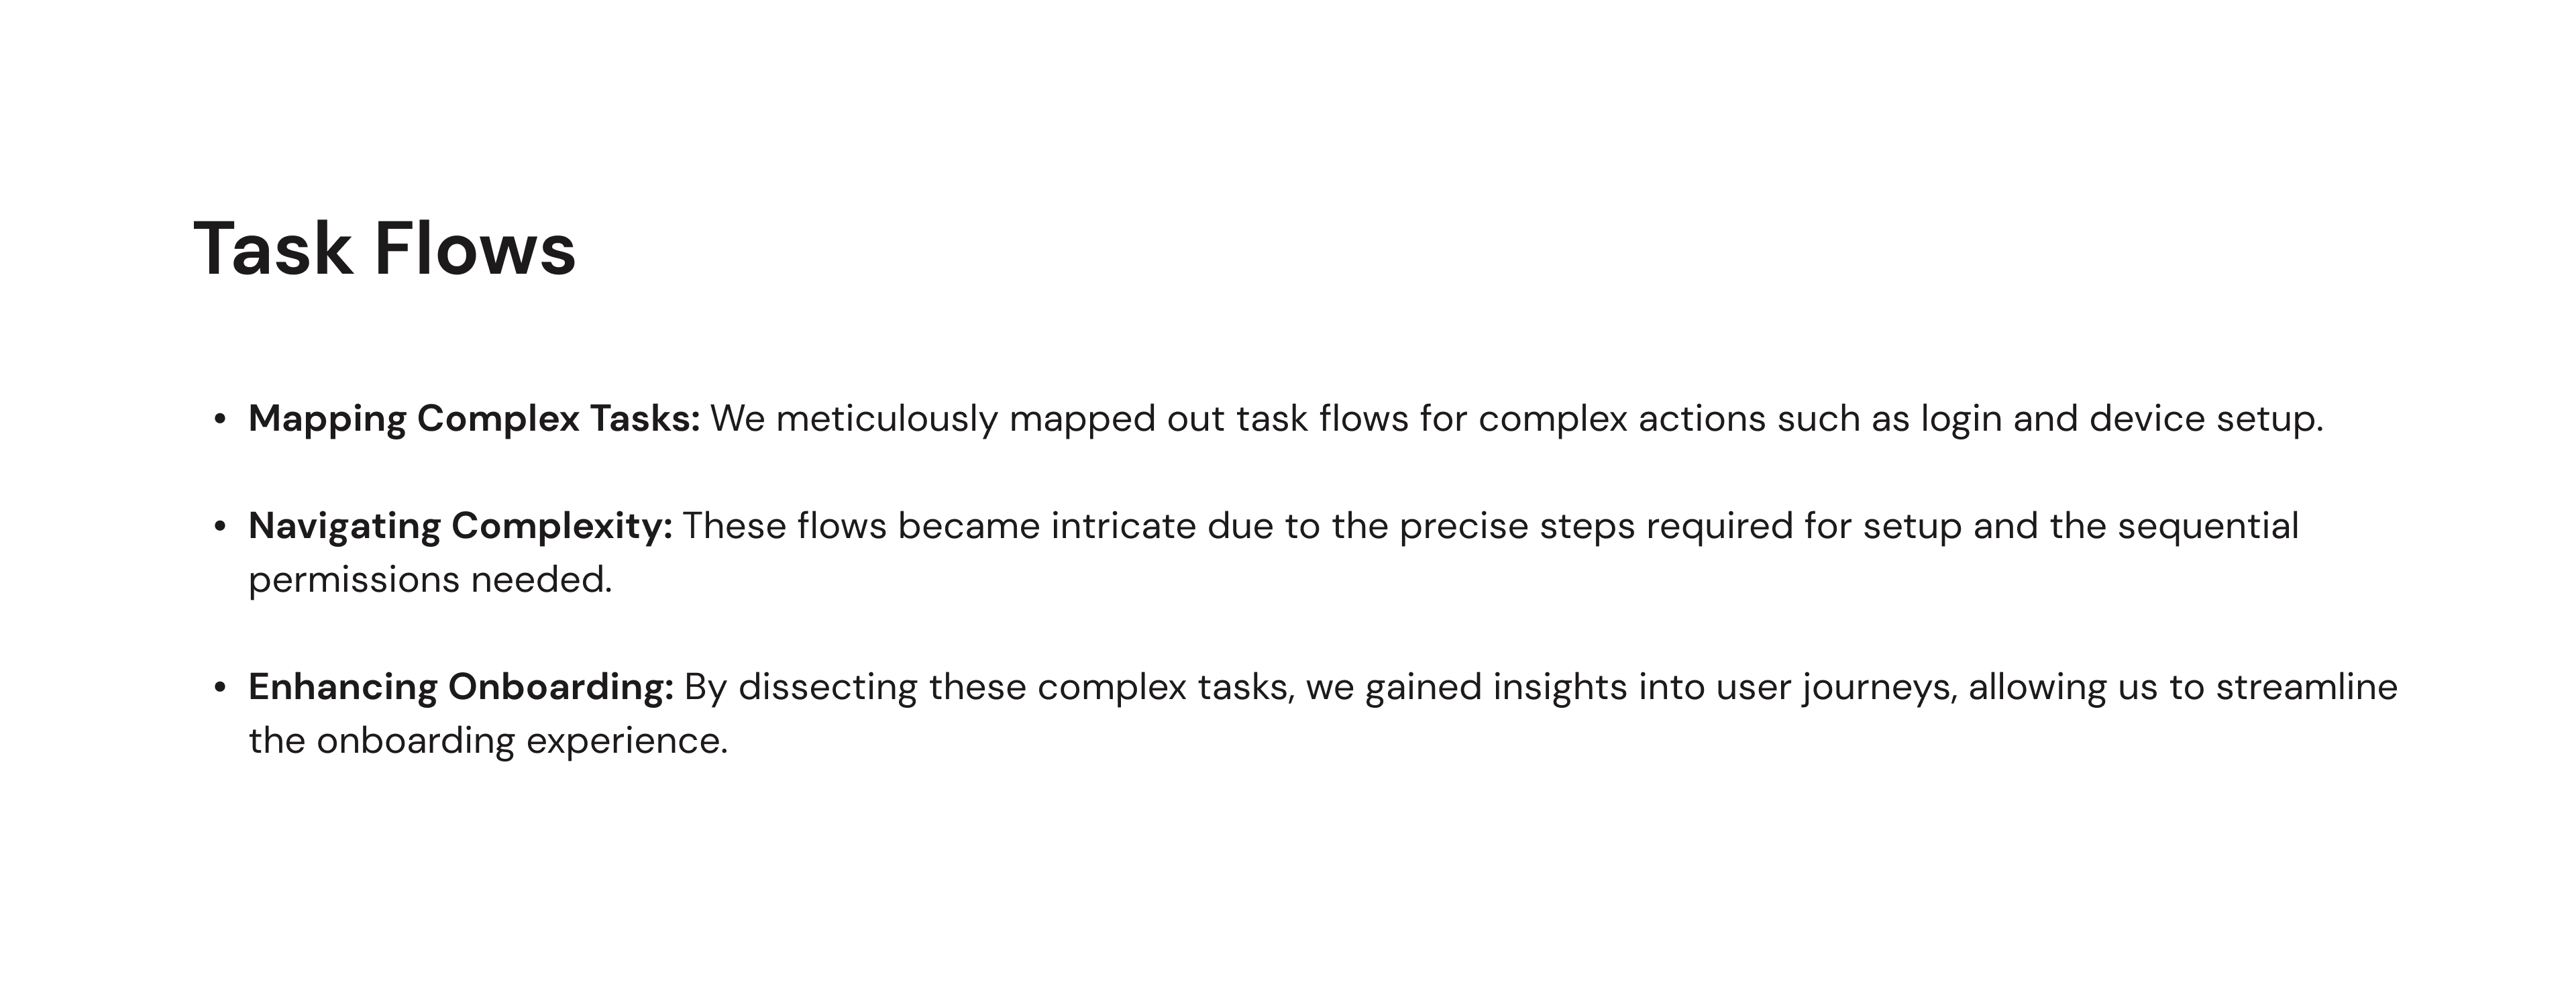 Task Flows
• Mapping Complex Tasks: We meticulously mapped out task flows for complex actions such as login and device setup.
• Navigating Complexity: These flows became intricate due to the precise steps required for setup and the sequential
permissions needed.
• Enhancing Onboarding: By dissecting these complex tasks, we gained insights into user journeys, allowing us to streamline
the onboarding experience.